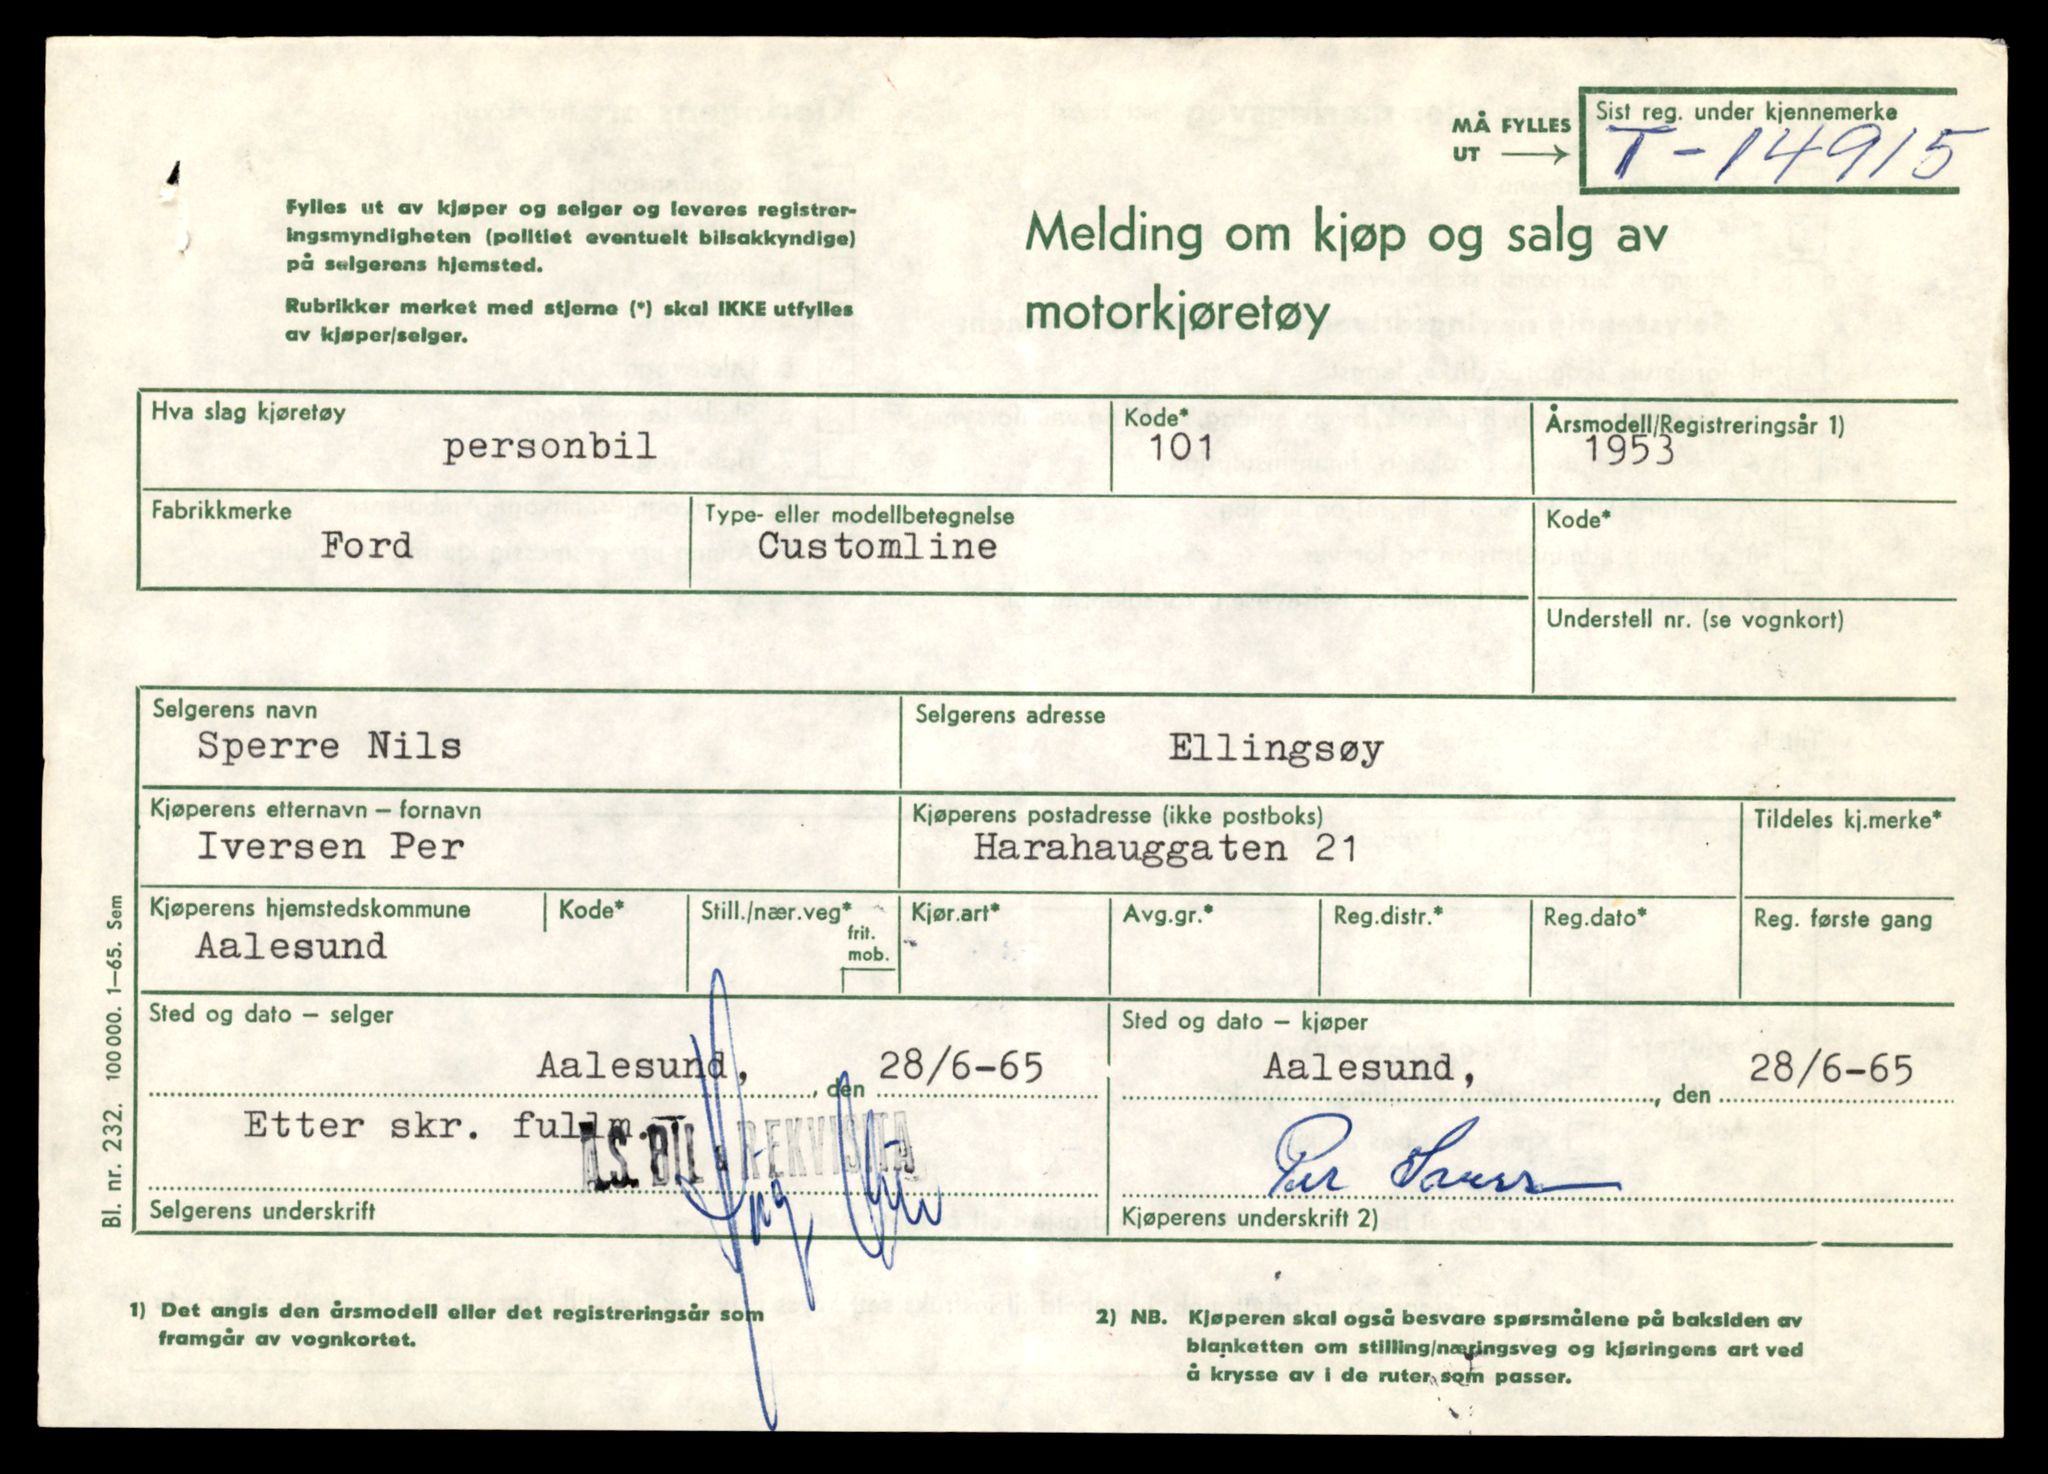 MÅ FYLLES
UT
Sist reg. under kjennemerke
T-14915
Fylles ut av kjøper og selger og leveres registrer-
ingsmyndigheten (politiet eventuelt bilsakkyndige)
på selgerens hjemsted.
Rubrikker merket med stjerne (*) skal IKKE utfylles
av kjøper/selger.
Melding om kjøp og salg av
motorkjøretøy
Hva slag kjøretøy
personbil
Kode*
101
Årsmodell/Registreringsår 1)
1953
Fabrikkmerke
Ford
Type- eller modellbetegnelse
Customline
Kode*
Understell nr. (se vognkort)
Selgerens navn
Sperre Nils
Selgerens adresse
Ellingsøy
Kjøperens etternavn – fornavn
Iversen Per
Kjøperens postadresse (ikke postboks)
Harahauggaten 21
Tildeles kj.merke*
Kjøperens hjemstedskommune
Aalesund
Kode*
Still./nær.veg*
frit.
mob.
Kjør.art*
Avg.gr.*
Reg.distr.*
Reg.dato*
Reg. første gang
Sted og dato – selger
Aalesund, , den 28/6-65
Etter skr. fullm.
A.S. BIL REKVISITA
Selgerens underskrift
Sted og dato – kjøper
Aalesund, , den 28/6-65
Per Iversen
Kjøperens underskrift 2)
Bl. nr. 232. 100 000. 1–65. Sem
1) Det angis den årsmodell eller det registreringsår som
framgår av vognkortet.
2) NB. Kjøperen skal også besvare spørsmålene på baksiden av
blanketten om stilling/næringsveg og kjøringens art ved
å krysse av i de ruter som passer.